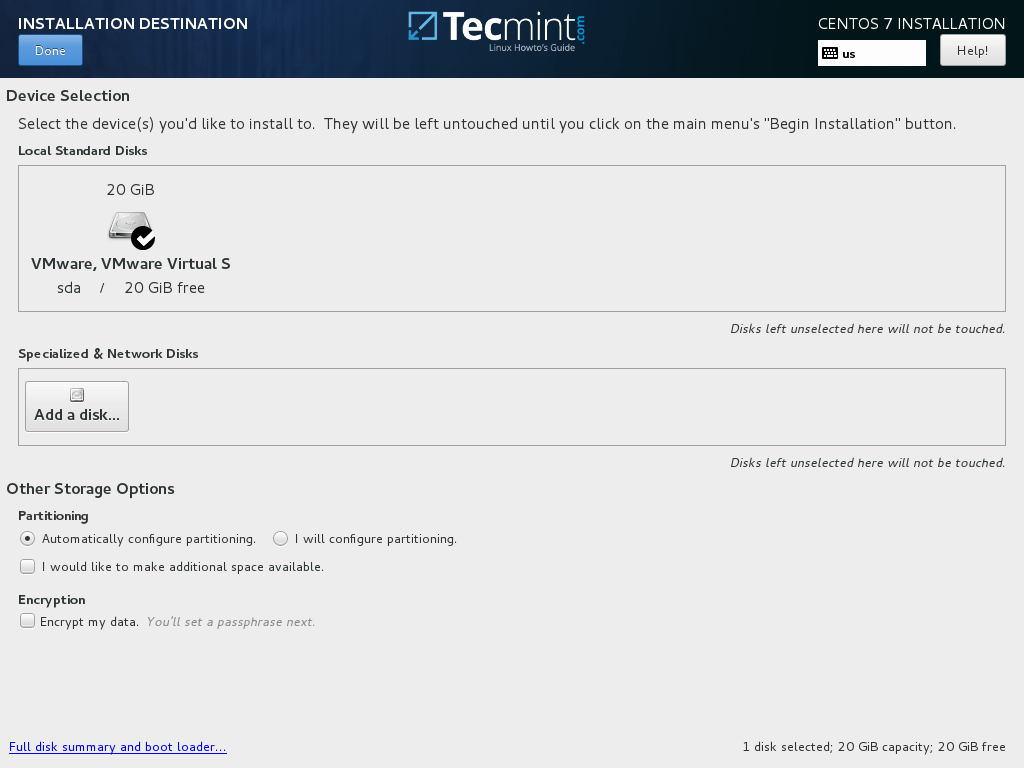 INSTALLATION DESTINATION
Done
Tecmint.com
Linux Howto's Guide
CENTOS 7 INSTALLATION
us
Help!
Device Selection
Select the device(s) you'd like to install to.  They will be left untouched until you click on the main menu's "Begin Installation" button.
Local Standard Disks
20 GiB
VMware, VMware Virtual S
sda / 20 GiB free
Disks left unselected here will not be touched.
Specialized & Network Disks
Add a disk...
Disks left unselected here will not be touched.
Other Storage Options
Partitioning
Automatically configure partitioning. I will configure partitioning.
I would like to make additional space available.
Encryption
Encrypt my data. You'll set a passphrase next.
Full disk summary and boot loader... 1 disk selected; 20 GiB capacity; 20 GiB free